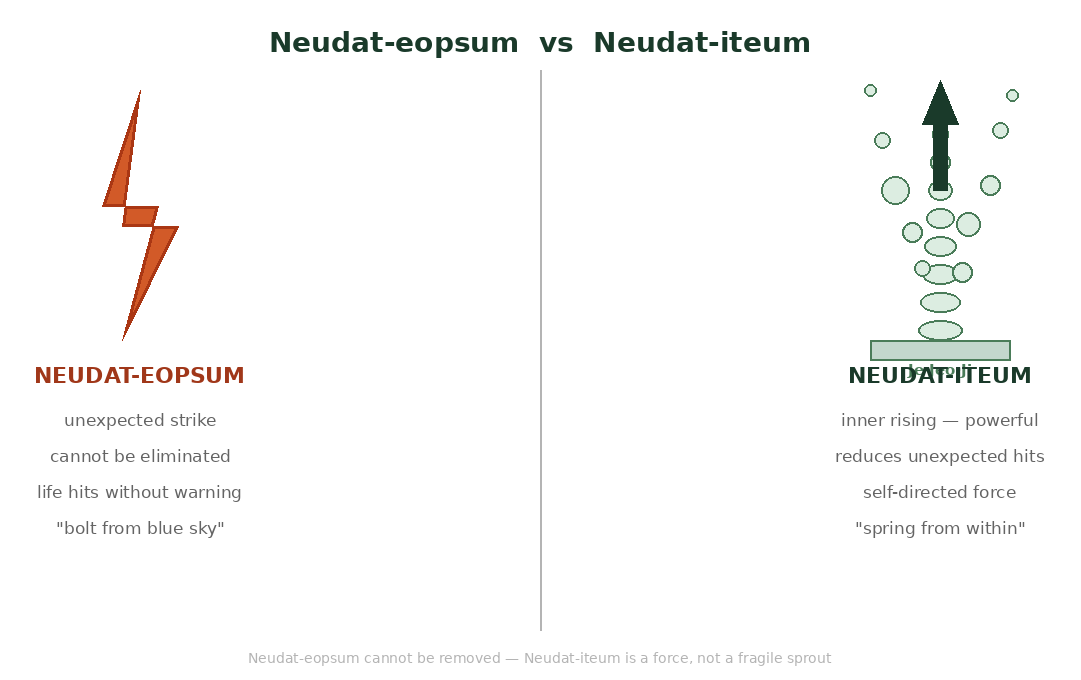 Neudat-eopsum vs Neudat-iteum
NEUDAT-EOPSUM
unexpected strike
cannot be eliminated
life hits without warning
"bolt from blue sky"
NEUDAT-ITEUM
inner rising — powerful
reduces unexpected hits
self-directed force
"spring from within"
Neudat-eopsum cannot be removed — Neudat-iteum is a force, not a fragile sprout